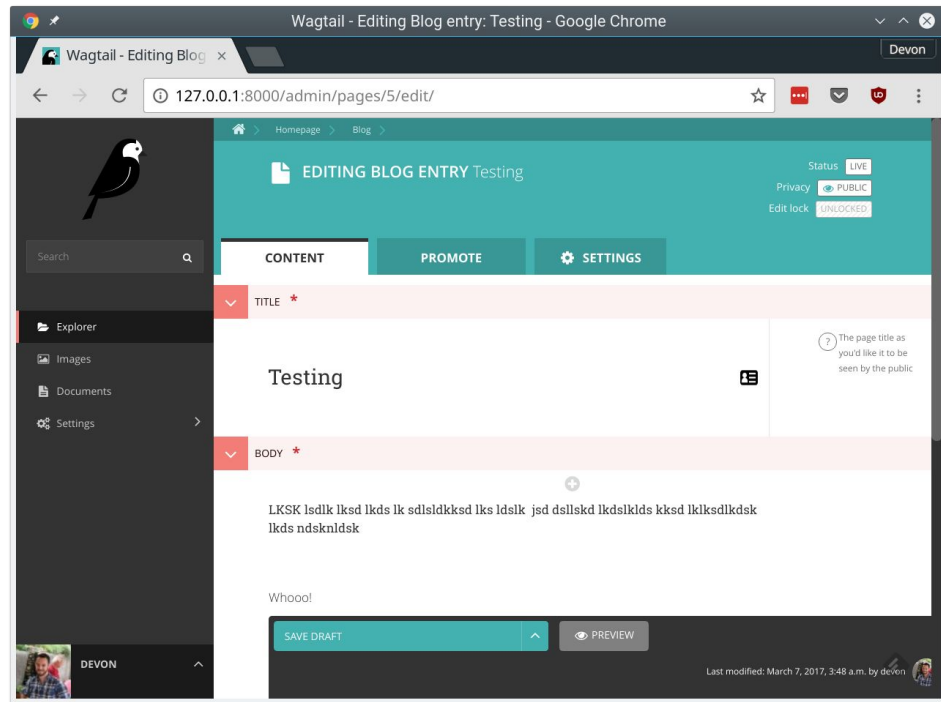 Wagtail - Editing Blog entry: Testing - Google Chrome
Wagtail - Editing Blog
Devon
127.0.0.1:8000/admin/pages/5/edit/
Homepage
Blog
EDITING BLOG ENTRY Testing
Status LIVE
Privacy PUBLIC
Edit lock UNLOCKED
Search
CONTENT
PROMOTE
SETTINGS
TITLE *
Explorer
Images
Documents
Settings
? The page title as
you'd like it to be
seen by the public
Testing
BODY *
LKSK lsdlk lksd lkds lk sdlsldkksd lks ldslk jsd dsllskd lkdslklds kksd lklksdlkdsk
lkds ndsknldsk
Whooo!
SAVE DRAFT
PREVIEW
DEVON
Last modified: March 7, 2017, 3:48 a.m. by devon